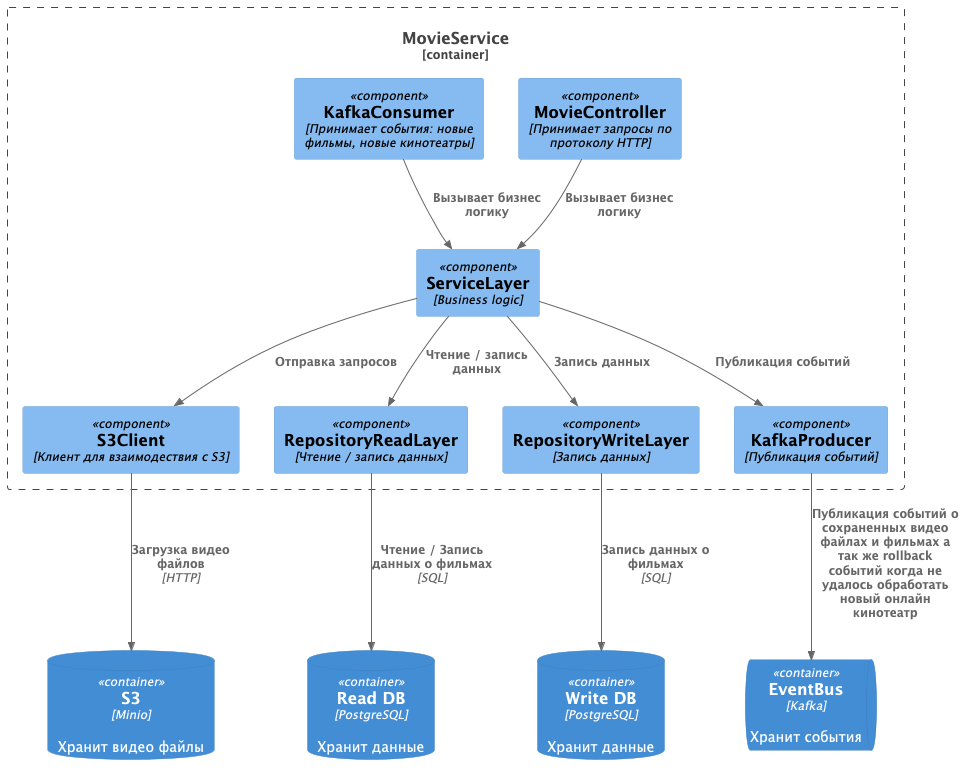 MovieService
[container]
«component»
KafkaConsumer
[Принимает события: новые
фильмы, новые кинотеатры]
«component»
MovieController
[Принимает запросы по
протоколу HTTP]
Вызывает бизнес
логику
Вызывает бизнес
логику
«component»
ServiceLayer
[Business logic]
Отправка запросов
Чтение / запись
данных
Запись данных
Публикация событий
«component»
S3Client
[Клиент для взаимодествия с S3]
«component»
RepositoryReadLayer
[Чтение / запись данных]
«component»
RepositoryWriteLayer
[Запись данных]
«component»
KafkaProducer
[Публикация событий]
Загрузка видео
файлов
[HTTP]
Чтение / Запись
данных о фильмах
[SQL]
Запись данных о
фильмах
[SQL]
Публикация событий о
сохраненных видео
файлах и фильмах а
так же rollback
событий когда не
удалось обработать
новый онлайн
кинотеатр
«container»
S3
[Minio]
Хранит видео файлы
«container»
Read DB
[PostgreSQL]
Хранит данные
«container»
Write DB
[PostgreSQL]
Хранит данные
«container»
EventBus
[Kafka]
Хранит события